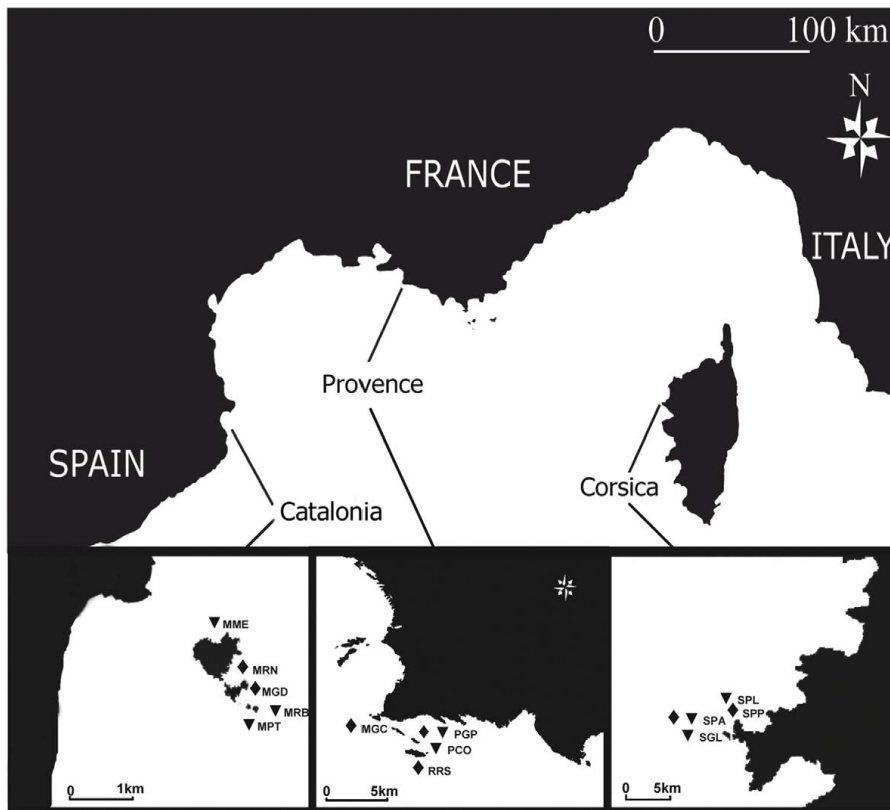 0 100 km
N
FRANCE
ITALY
Provence
SPAIN
Corsica
Catalonia
MME
MRN
MGD
MRB
MPT
0 1km
MGC
PGP
PCO
RRS
0 5km
SPL
SPP
SPA
SGL
0 5km